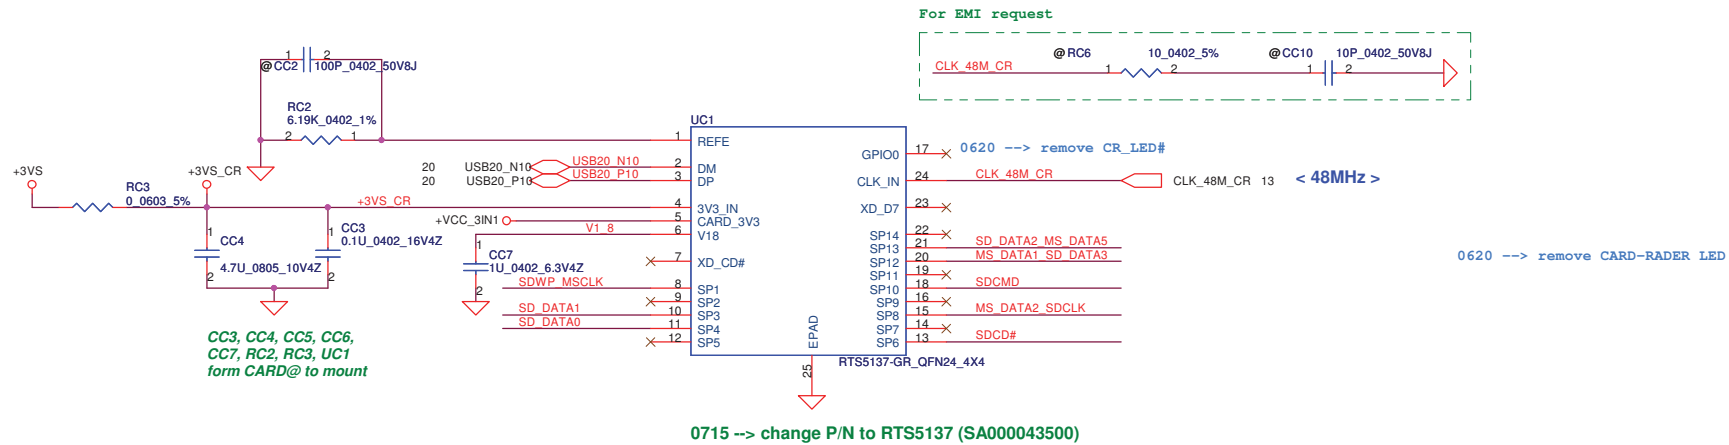 For EMI request
@RC6 10_0402_5% @CC10 10P_0402_50V8J
CLK_48M_CR 1 2 1 2
1 2
@CC2 100P_0402_50V8J
RC2
6.19K_0402_1%
2 1
UC1
1 REFE
GPIO0 17 0620 --> remove CR_LED#
20 USB20_N10 USB20_N10 2 DM
20 USB20_P10 USB20_P10 3 DP
CLK_IN 24 CLK_48M_CR CLK_48M_CR 13 < 48MHz >
+3VS +3VS_CR
RC3
0_0603_5%
+3VS_CR 4 3V3_IN
XD_D7 23
+VCC_3IN1 5 CARD_3V3
V1_8 6 V18
SP14 22
SP13 21 SD_DATA2_MS_DATA5
SP12 20 MS_DATA1_SD_DATA3
0620 --> remove CARD-RADER LED
1 CC4
4.7U_0805_10V4Z
2
1 CC3
0.1U_0402_16V4Z
2
1 CC7
1U_0402_6.3V4Z
2
7 XD_CD#
SP11 19
SDWP_MSCLK 8 SP1
SP10 18 SDCMD
9 SP2
SP9 16
SD_DATA1 10 SP3
SP8 15 MS_DATA2_SDCLK
SD_DATA0 11 SP4
SP7 14
12 SP5
SP6 13 SDCD#
EPAD
25
RTS5137-GR_QFN24_4X4
CC3, CC4, CC5, CC6,
CC7, RC2, RC3, UC1
form CARD@ to mount
0715 --> change P/N to RTS5137 (SA000043500)